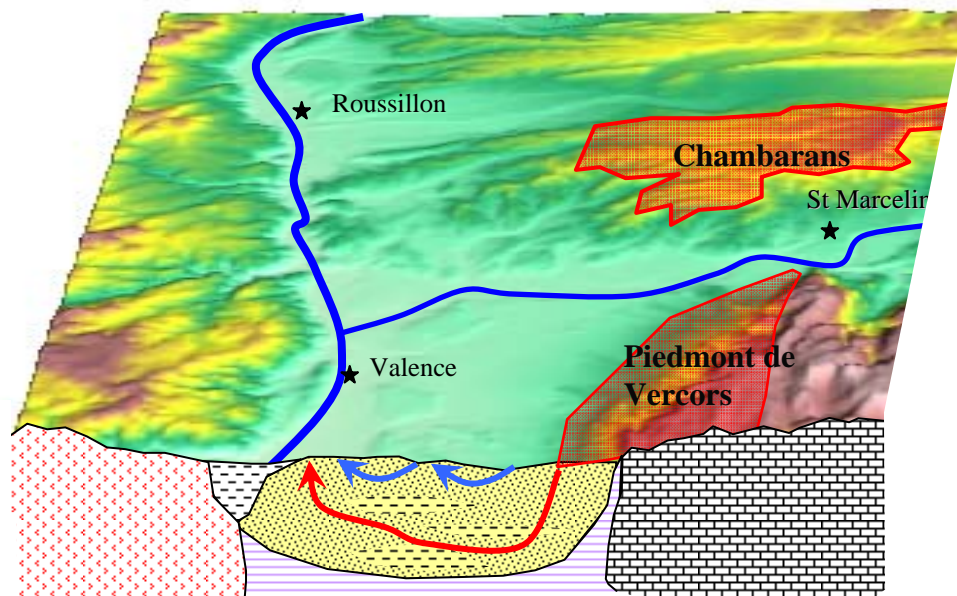 Roussillon
Chambarans
St Marcelin
Piedmont de
Vercors
Valence